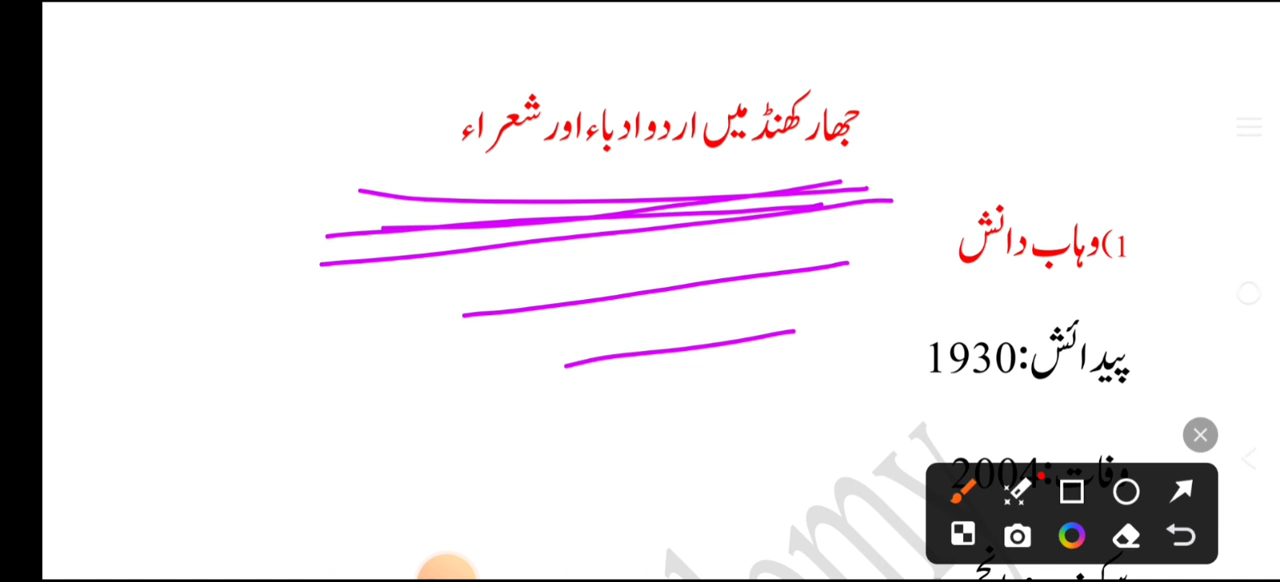 جھارکھنڈ میں اردو ادباء اور شعراء
1) وہاب دانش
پیدائش: 1930
وفات: 2004